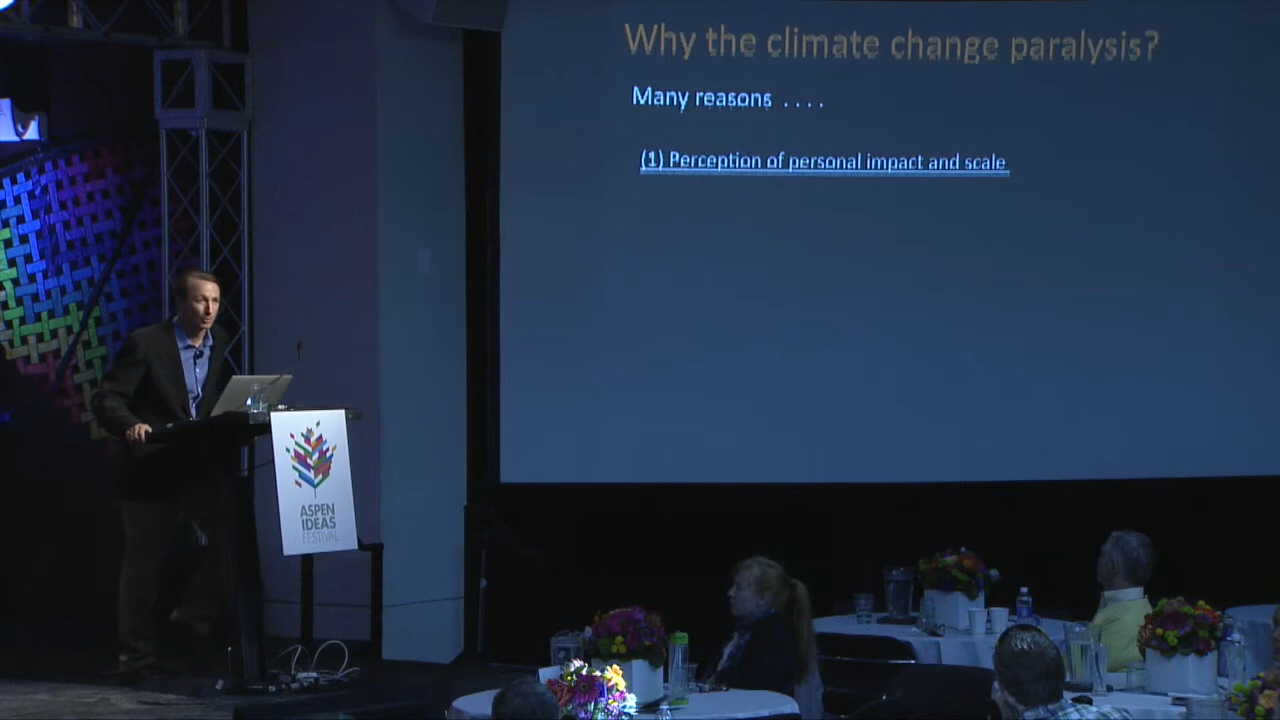 Why the climate change paralysis?
Many reasons ....
(1) Perception of personal impact and scale
ASPEN
IDEAS
FESTIVAL